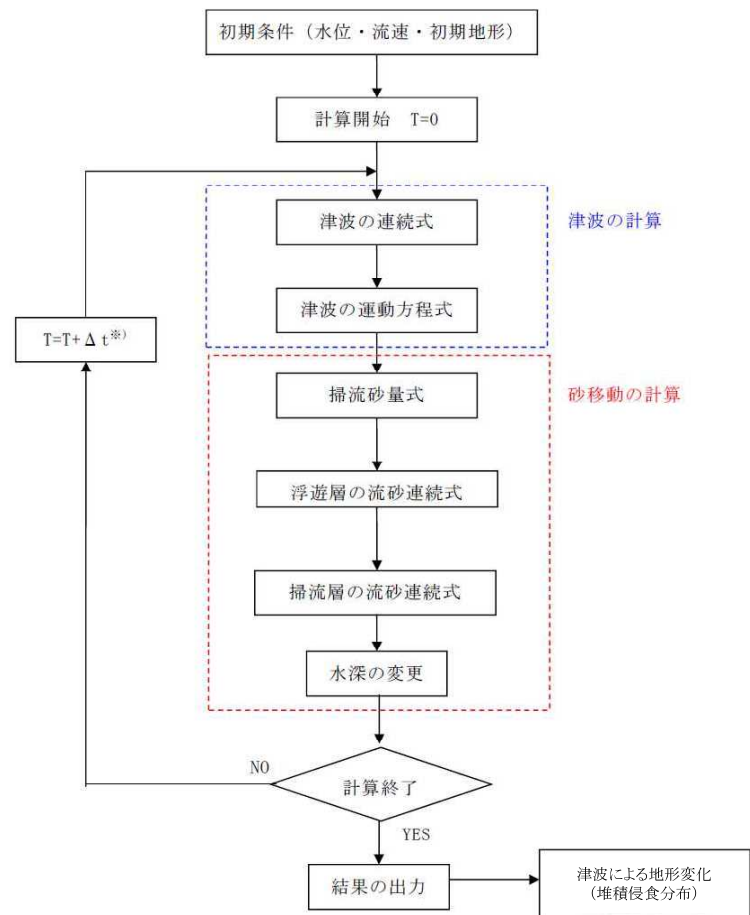 初期条件（水位・流速・初期地形）
計算開始　T=0
津波の連続式
津波の計算
津波の運動方程式
T=T+Δt※）
掃流砂量式
砂移動の計算
浮遊層の流砂連続式
掃流層の流砂連続式
水深の変更
NO
計算終了
YES
結果の出力
津波による地形変化
（堆積侵食分布）